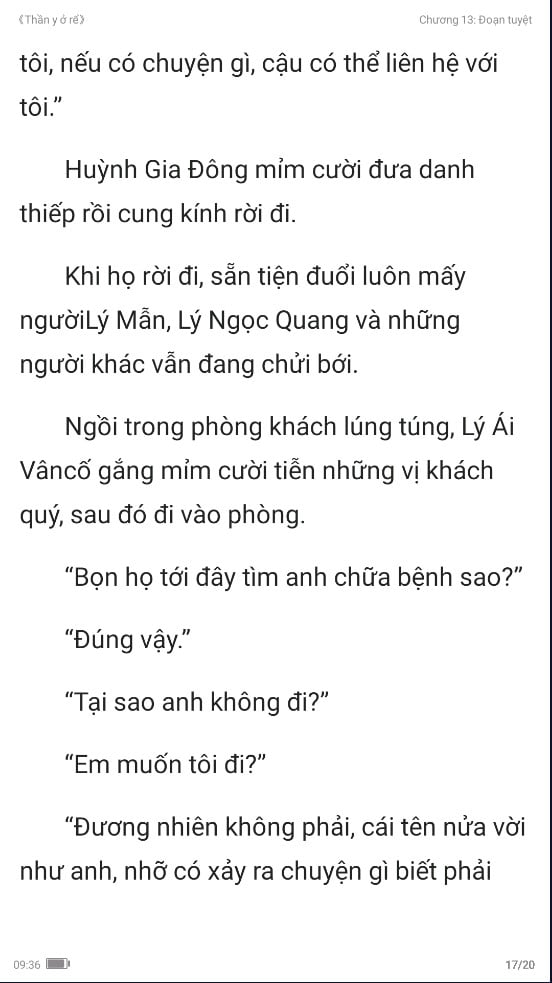 《Thần y ở rể》 Chương 13: Đoạn tuyệt
tôi, nếu có chuyện gì, cậu có thể liên hệ với
tôi.”
Huỳnh Gia Đông mỉm cười đưa danh
thiếp rồi cung kính rời đi.
Khi họ rời đi, sẵn tiện đuổi luôn mấy
ngườiLý Mẫn, Lý Ngọc Quang và những
người khác vẫn đang chửi bới.
Ngồi trong phòng khách lúng túng, Lý Ái
Vâncố gắng mỉm cười tiễn những vị khách
quý, sau đó đi vào phòng.
“Bọn họ tới đây tìm anh chữa bệnh sao?”
“Đúng vậy.”
“Tại sao anh không đi?”
“Em muốn tôi đi?”
“Đương nhiên không phải, cái tên nửa vời
như anh, nhỡ có xảy ra chuyện gì biết phải
09:36 17/20